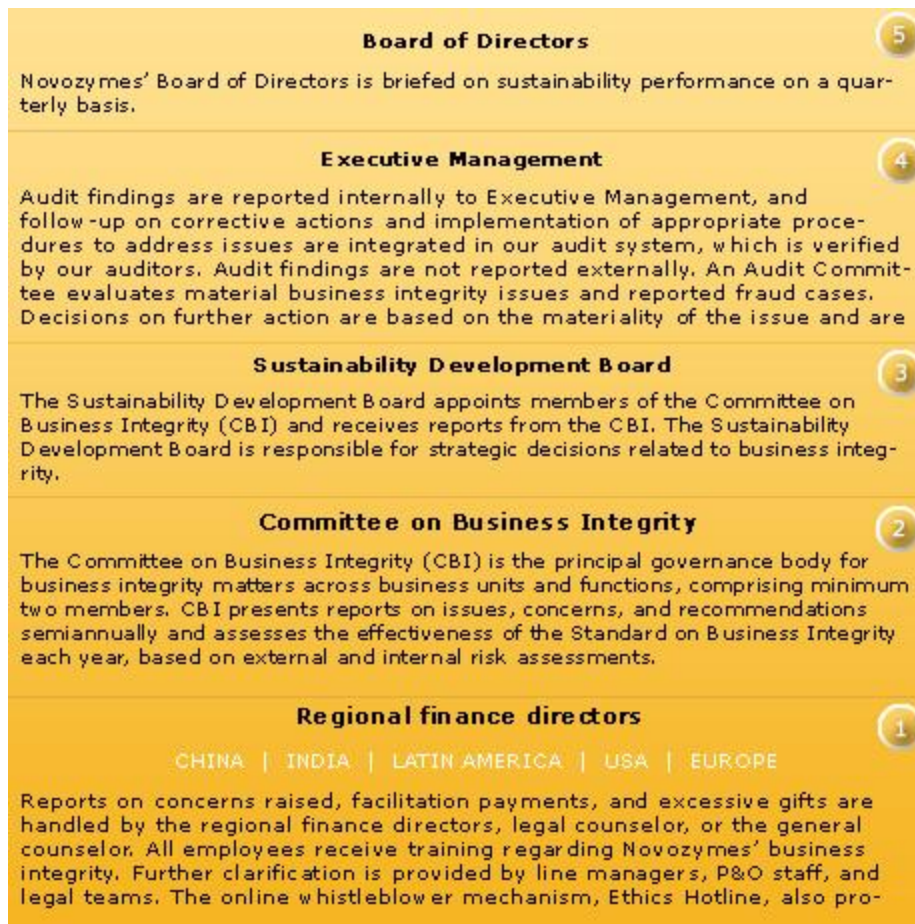 Board of Directors
5
Novozymes' Board of Directors is briefed on sustainability performance on a quar-
terly basis.
Executive Management
4
Audit findings are reported internally to Executive Management, and
follow-up on corrective actions and implementation of appropriate proce-
dures to address issues are integrated in our audit system, which is verified
by our auditors. Audit findings are not reported externally. An Audit Commit-
tee evaluates material business integrity issues and reported fraud cases.
Decisions on further action are based on the materiality of the issue and are
Sustainability Development Board
3
The Sustainability Development Board appoints members of the Committee on
Business Integrity (CBI) and receives reports from the CBI. The Sustainability
Development Board is responsible for strategic decisions related to business integ-
rity.
Committee on Business Integrity
2
The Committee on Business Integrity (CBI) is the principal governance body for
business integrity matters across business units and functions, comprising minimum
two members. CBI presents reports on issues, concerns, and recommendations
semiannually and assesses the effectiveness of the Standard on Business Integrity
each year, based on external and internal risk assessments.
Regional finance directors
1
CHINA | INDIA | LATIN AMERICA | USA | EUROPE
Reports on concerns raised, facilitation payments, and excessive gifts are
handled by the regional finance directors, legal counselor, or the general
counselor. All employees receive training regarding Novozymes' business
integrity. Further clarification is provided by line managers, P&O staff, and
legal teams. The online whistleblower mechanism, Ethics Hotline, also pro-